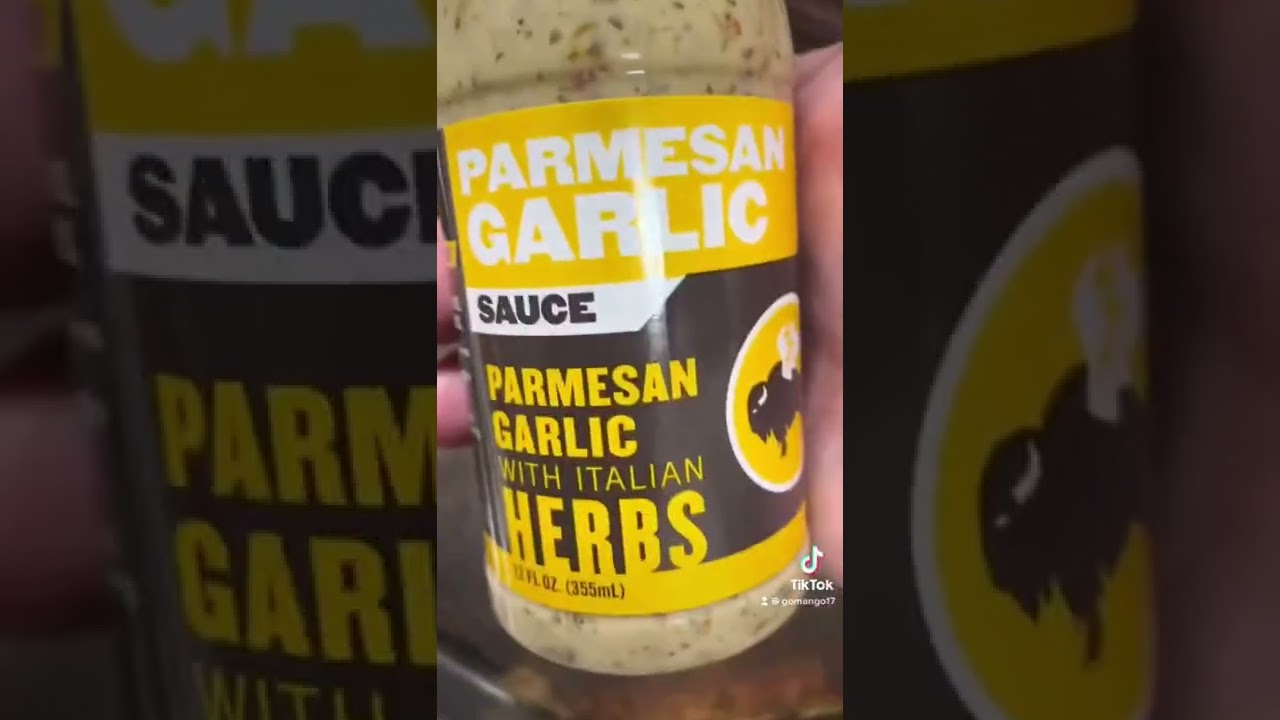 PARMESAN
GARLIC
SAUCE
PARMESAN
GARLIC
WITH ITALIAN
HERBS
12 FL OZ. (355mL)
TikTok
@gomango17